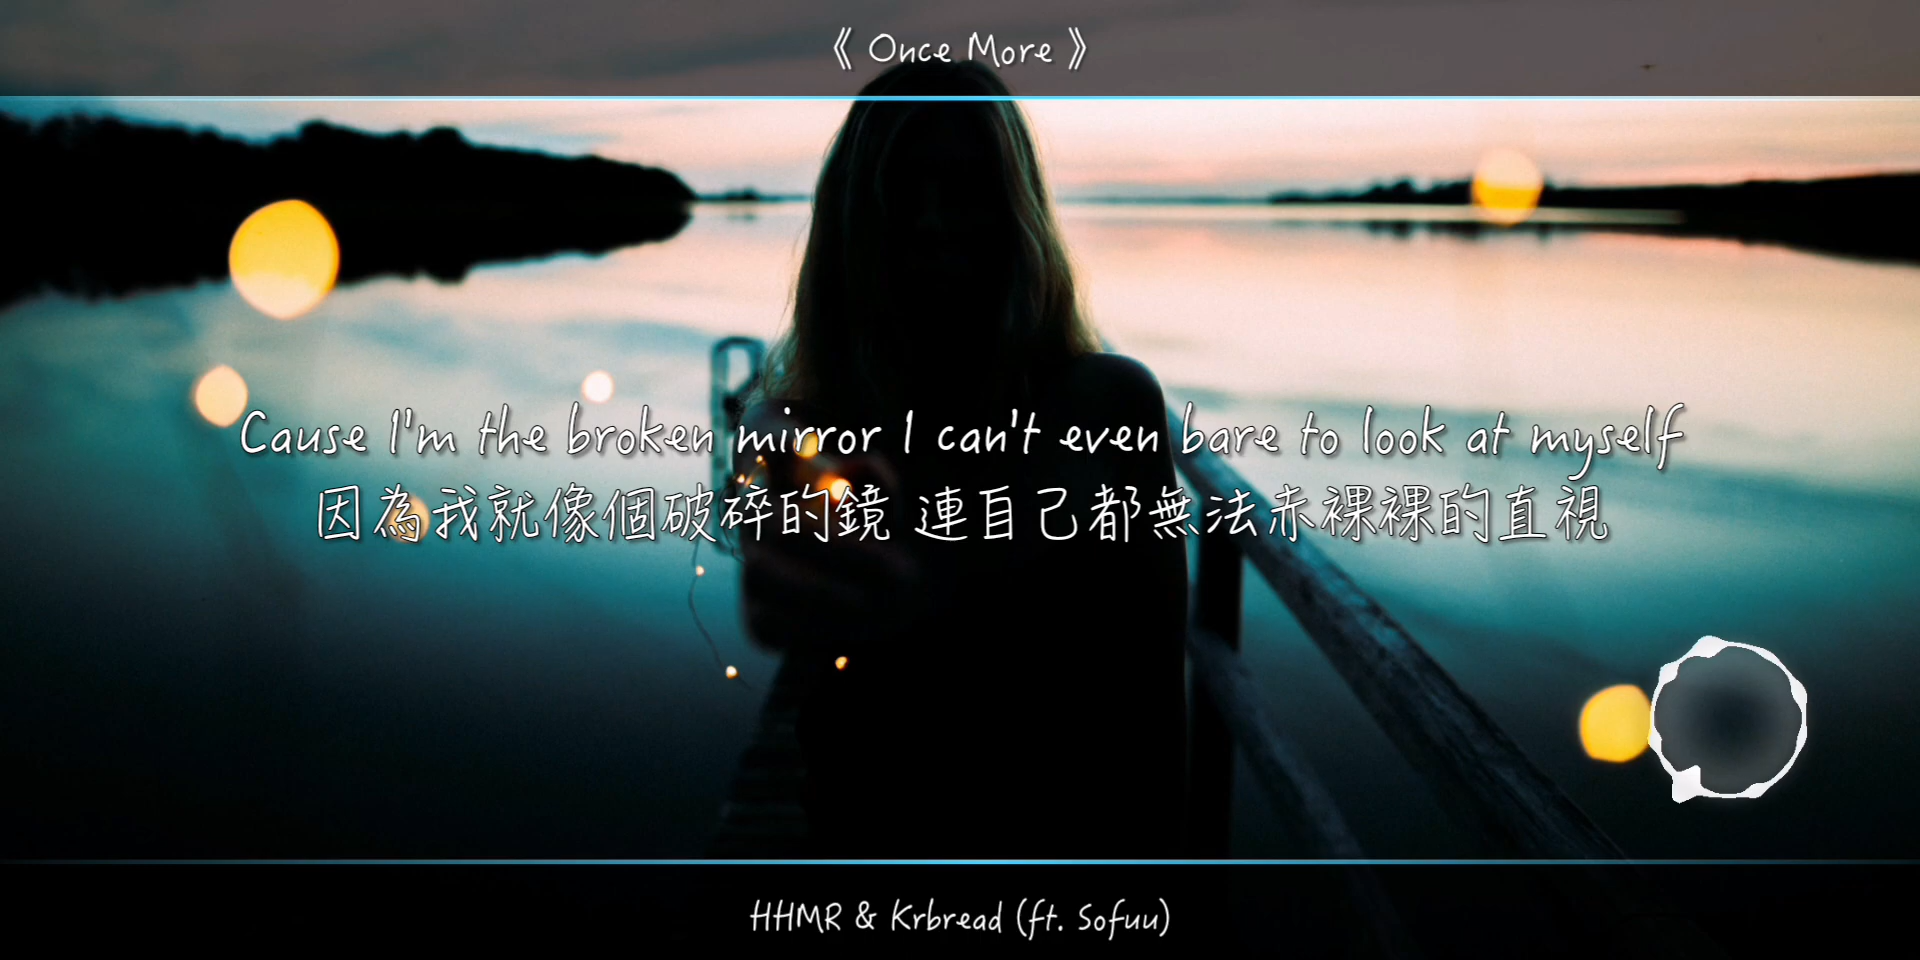 《 Once More 》
Cause I'm the broken mirror I can't even bare to look at myself
因為我就像個破碎的鏡 連自己都無法赤裸裸的直視
HHMR & Krbread (ft. Sofuu)